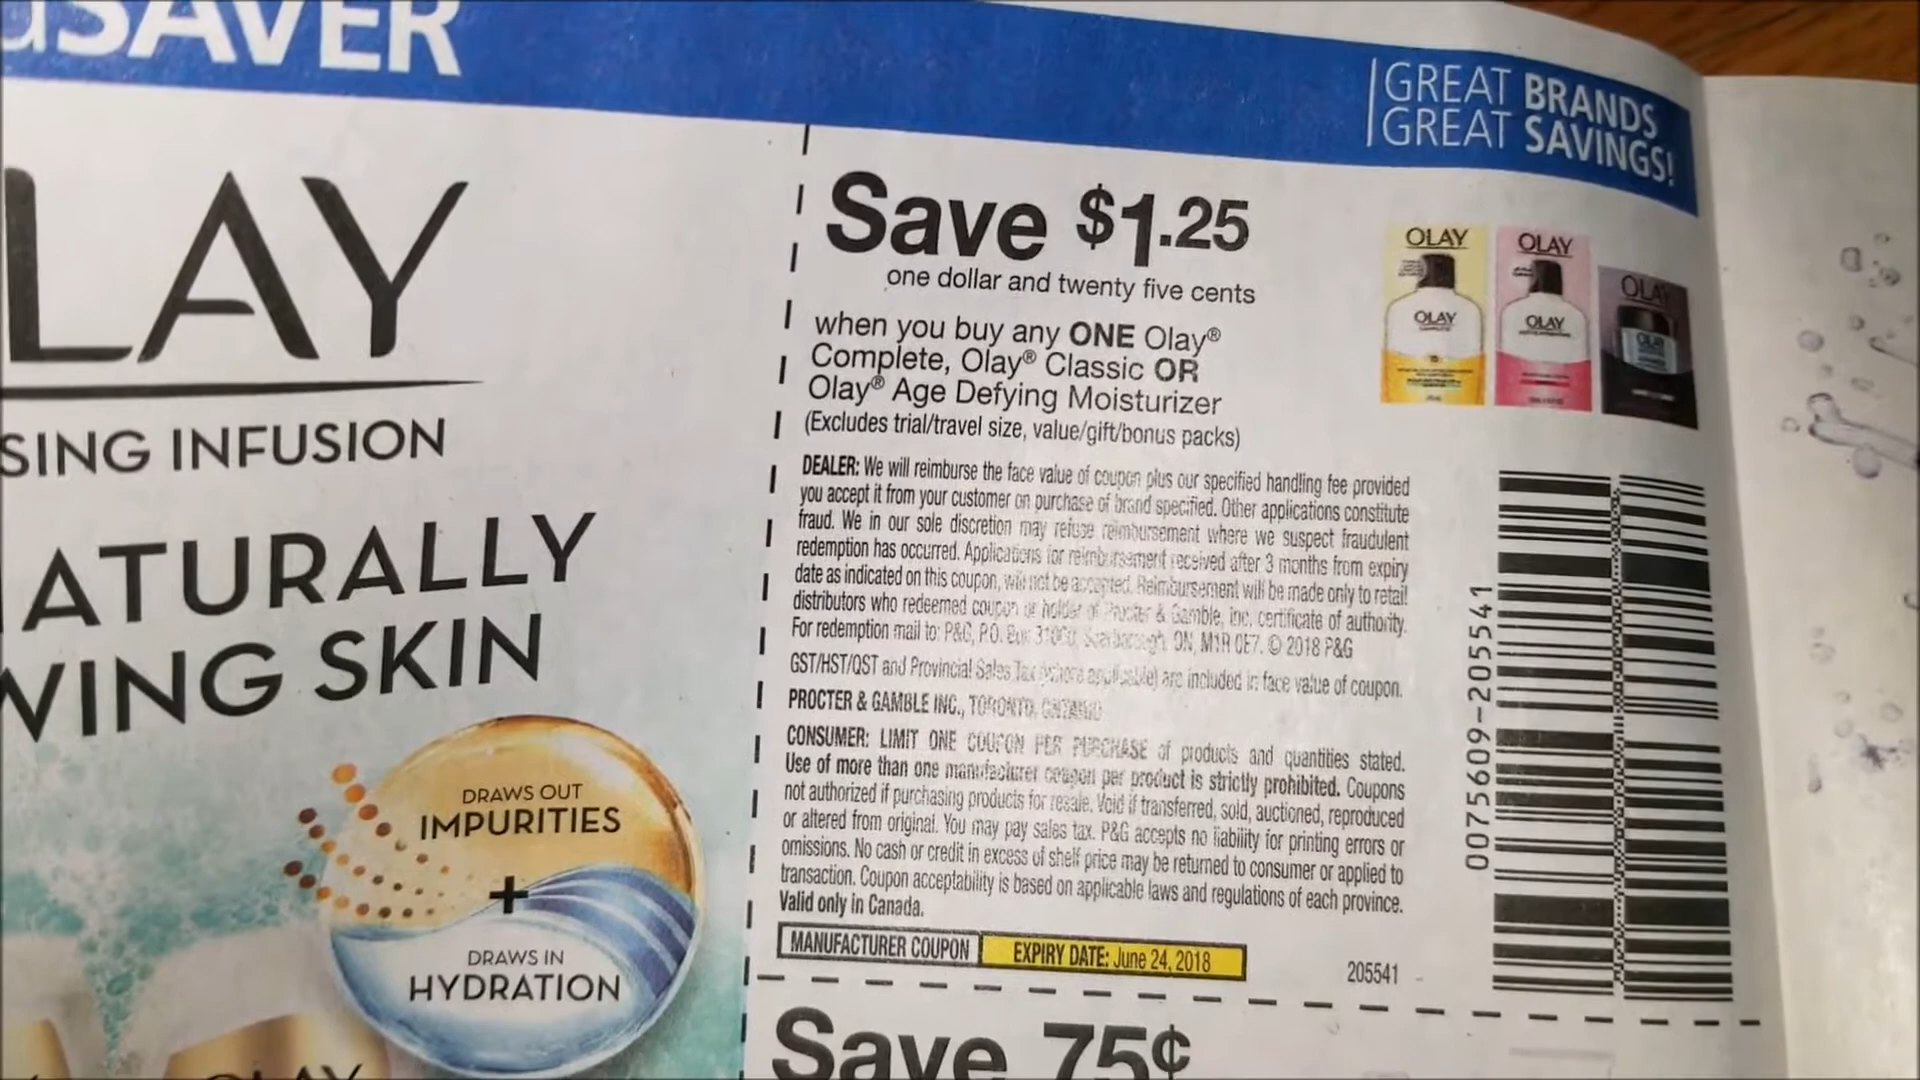 SAVER
GREAT BRANDS
GREAT SAVINGS!
LAY
SING INFUSION
ATURALLY
WING SKIN
DRAWS OUT
IMPURITIES
+
DRAWS IN
HYDRATION
OLAY
Save $1.25
one dollar and twenty five cents
when you buy any ONE Olay®
Complete, Olay® Classic OR
Olay® Age Defying Moisturizer
(Excludes trial/travel size, value/gift/bonus packs)
OLAY
OLAY
OLAY
OLAY
OLAY
DEALER: We will reimburse the face value of coupon plus our specified handling fee provided
you accept it from your customer on purchase of brand specified. Other applications constitute
fraud. We in our sole discretion may refuse reimbursement where we suspect fraudulent
redemption has occurred. Applications for reimbursement received after 3 months from expiry
date as indicated on this coupon, will not be accepted. Reimbursement will be made only to retail
distributors who redeemed coupon or holder of Procter & Gamble, Inc. certificate of authority.
For redemption mail to: P&G, P.O. Box Scarborough, ON, M1R 0E7. © 2018 P&G
GST/HST/QST and Provincial Sales Tax (where applicable) are included in face value of coupon.
PROCTER & GAMBLE INC., TORONTO, ONTARIO
CONSUMER: LIMIT ONE COUPON PER PURCHASE of products and quantities stated.
Use of more than one manufacturer coupon per product is strictly prohibited. Coupons
not authorized if purchasing products for resale. Void if transferred, sold, auctioned, reproduced
or altered from original. You may pay sales tax. P&G accepts no liability for printing errors or
omissions. No cash or credit in excess of shelf price may be returned to consumer or applied to
transaction. Coupon acceptability is based on applicable laws and regulations of each province.
Valid only in Canada.
MANUFACTURER COUPON EXPIRY DATE: June 24, 2018
205541
0075609-205541
Save 75¢